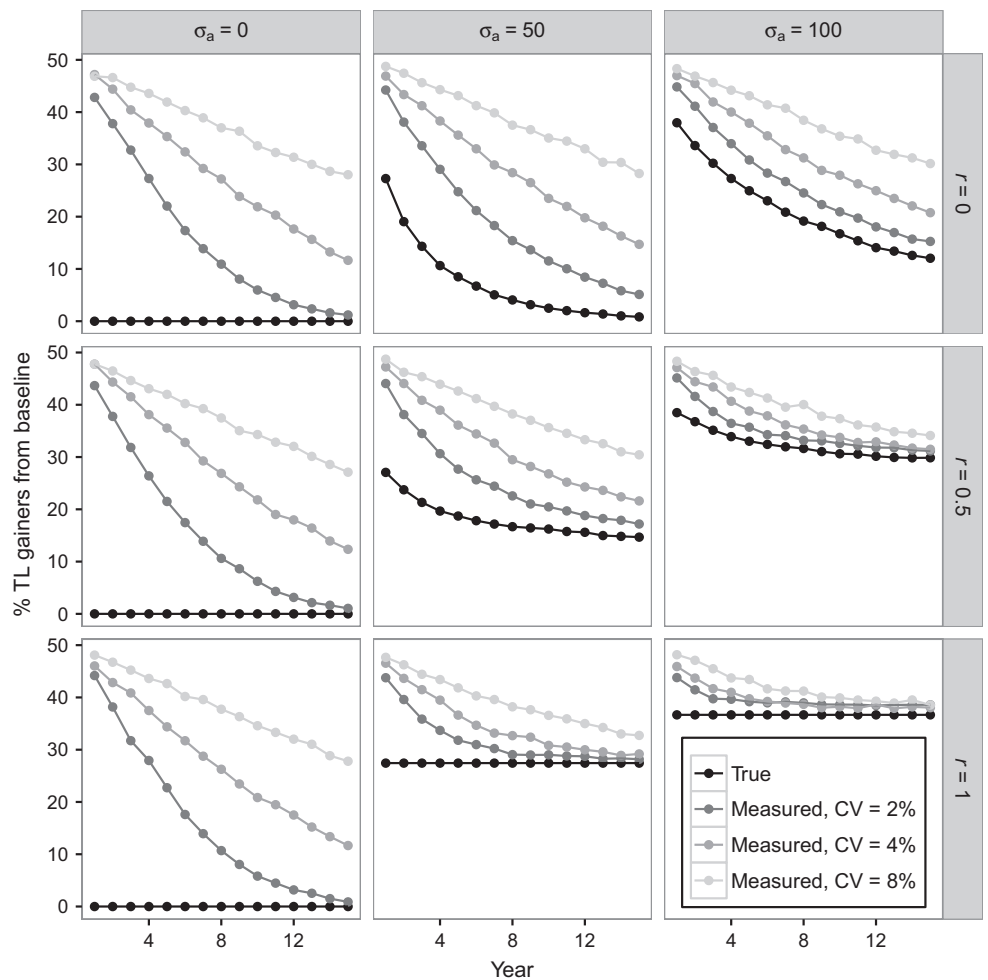 σa = 0
σa = 50
σa = 100
% TL gainers from baseline
50
40
30
20
10
0
r = 0
50
40
30
20
10
0
r = 0.5
50
40
30
20
10
0
r = 1
True
Measured, CV = 2%
Measured, CV = 4%
Measured, CV = 8%
4
8
12
4
8
12
4
8
12
Year